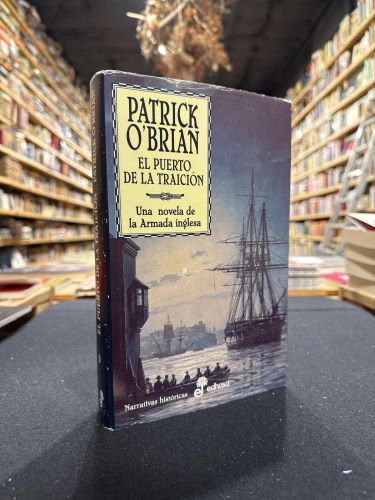 PATRICK
O'BRIAN
EL PUERTO
DE LA TRAICIÓN
Una novela de
la Armada inglesa
edhasa
Narrativas históricas